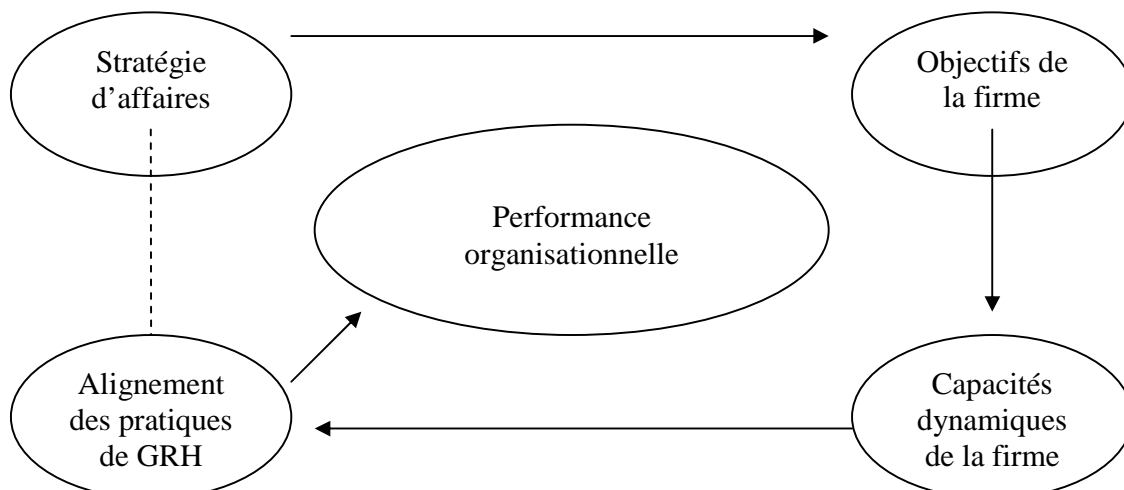 Stratégie
d’affaires
Objectifs de
la firme
Performance
organisationnelle
Alignement
des pratiques
de GRH
Capacités
dynamiques
de la firme